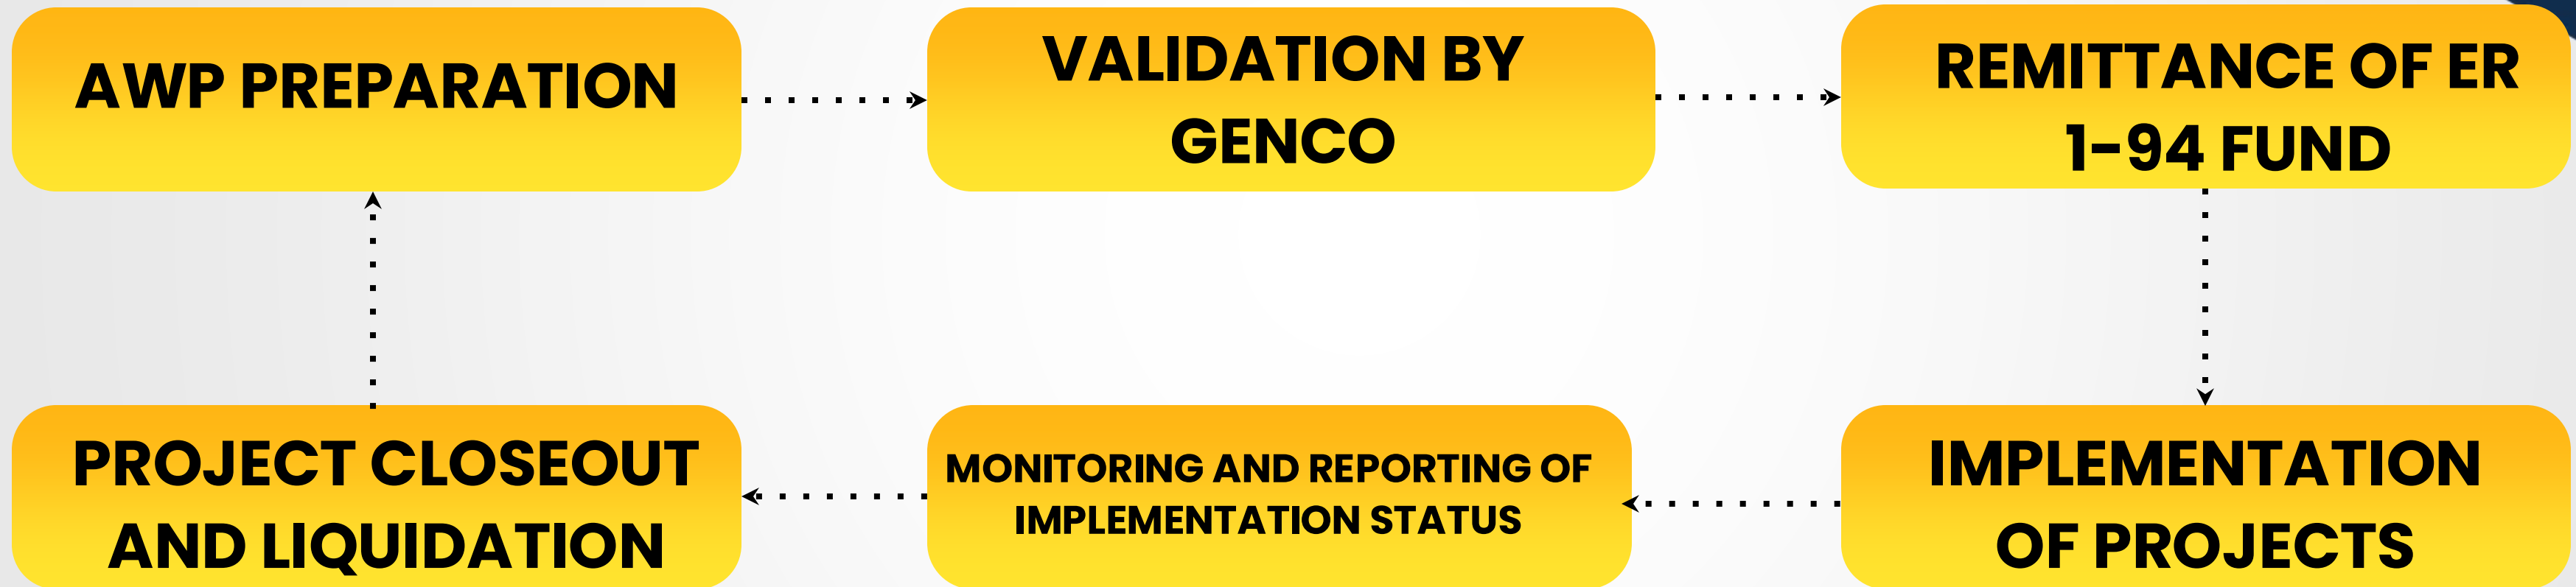 AWP PREPARATION
VALIDATION BY
GENCO
REMITTANCE OF ER
1-94 FUND
IMPLEMENTATION
OF PROJECTS
MONITORING AND REPORTING OF
IMPLEMENTATION STATUS
PROJECT CLOSEOUT
AND LIQUIDATION